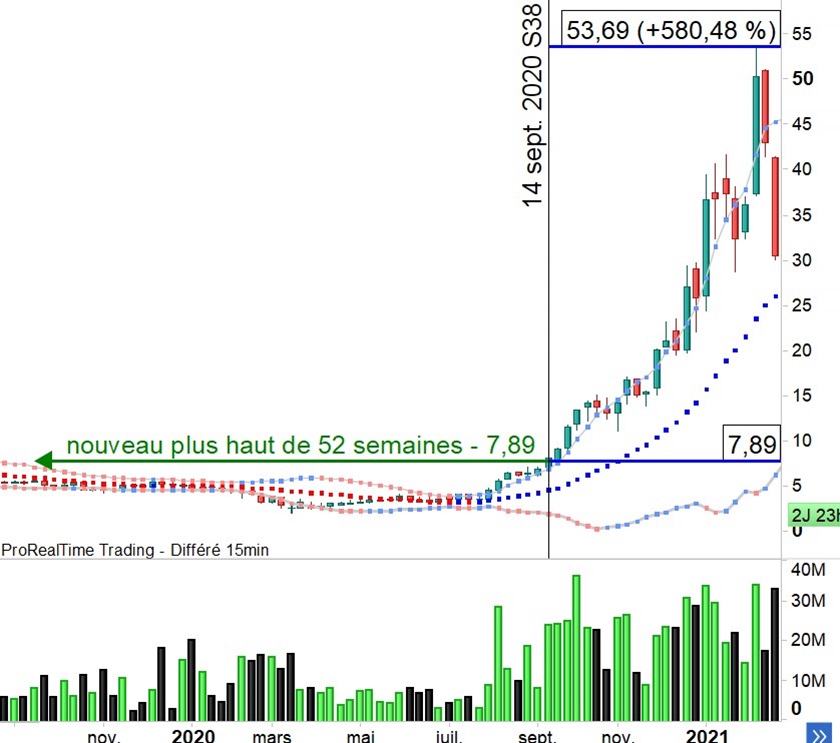 14 sept. 2020 S38
53,69 (+580,48 %)
55
50
45
40
35
30
25
20
15
10
5
0
nouveau plus haut de 52 semaines - 7,89
7,89
2J 23h
ProRealTime Trading - Différé 15min
40M
30M
20M
10M
0
nov. 2020 mars mai juil. sept. nov. 2021